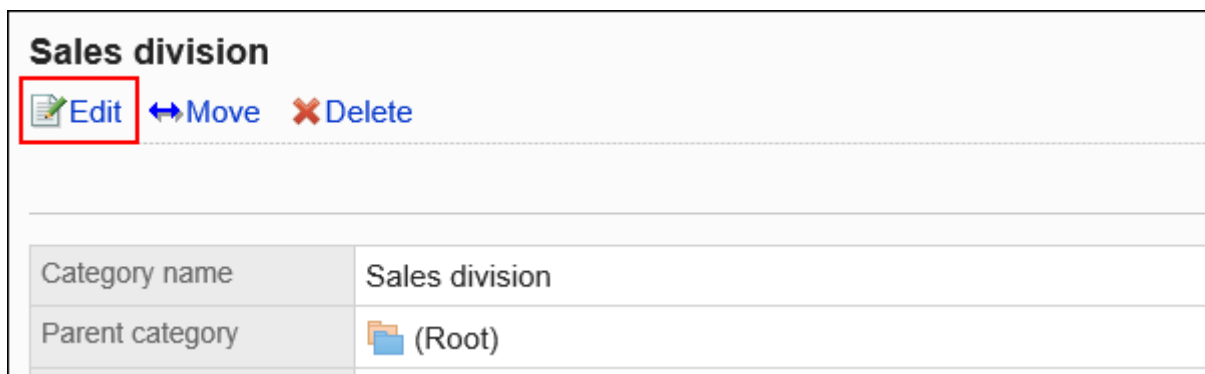 Sales division
Edit Move Delete
Category name Sales division
Parent category (Root)